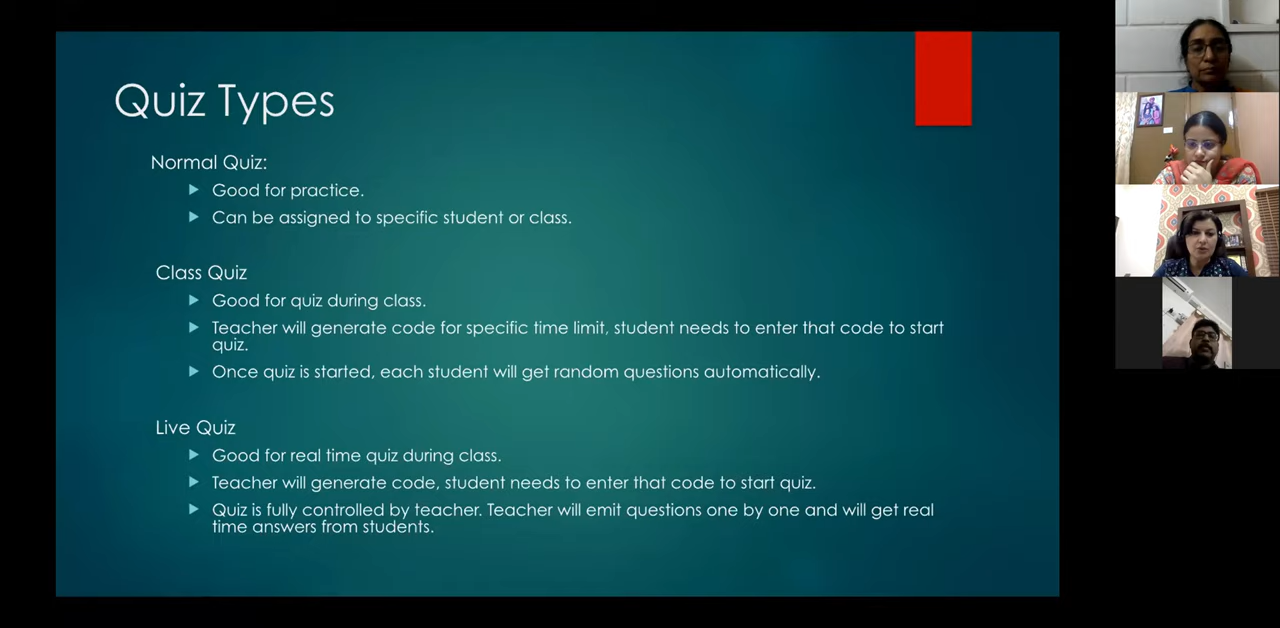 Quiz Types
Normal Quiz:
Good for practice.
Can be assigned to specific student or class.
Class Quiz
Good for quiz during class.
Teacher will generate code for specific time limit, student needs to enter that code to start
quiz.
Once quiz is started, each student will get random questions automatically.
Live Quiz
Good for real time quiz during class.
Teacher will generate code, student needs to enter that code to start quiz.
Quiz is fully controlled by teacher. Teacher will emit questions one by one and will get real
time answers from students.